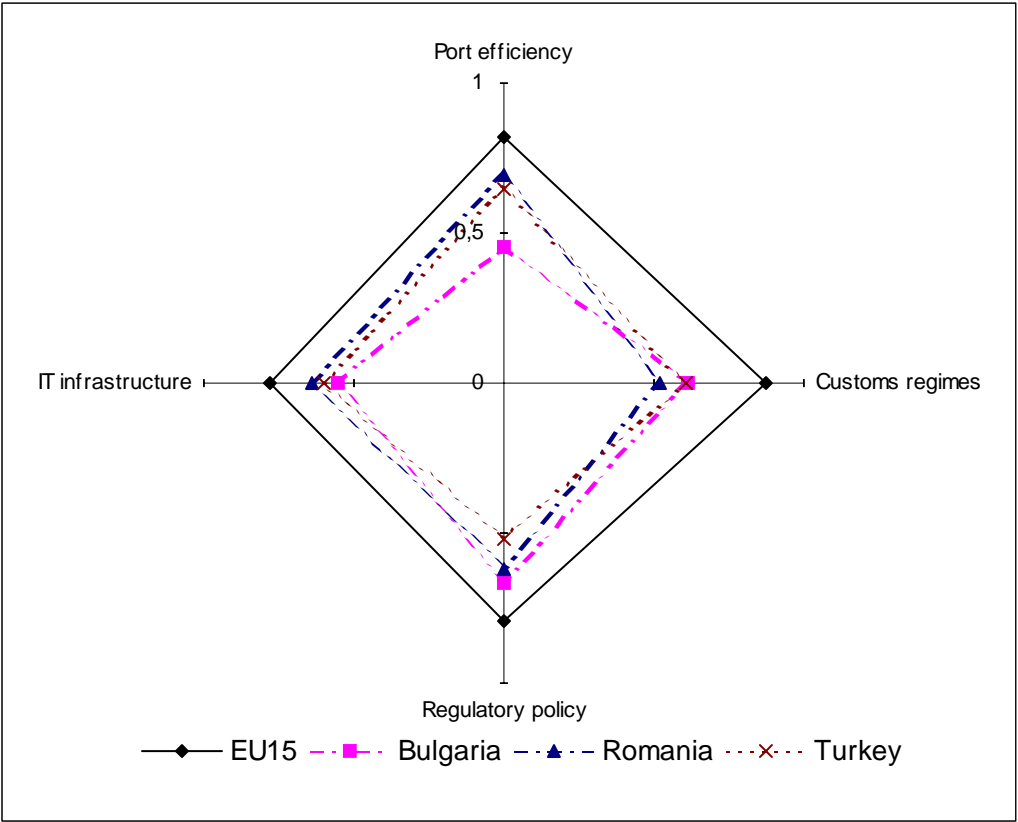 Port efficiency
1
0,5
IT infrastructure
0
Customs regimes
Regulatory policy
EU15 Bulgaria Romania Turkey